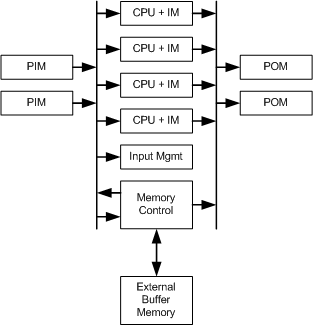 CPU + IM
CPU + IM
PIM
POM
CPU + IM
PIM
POM
CPU + IM
Input Mgmt
Memory
Control
External
Buffer
Memory